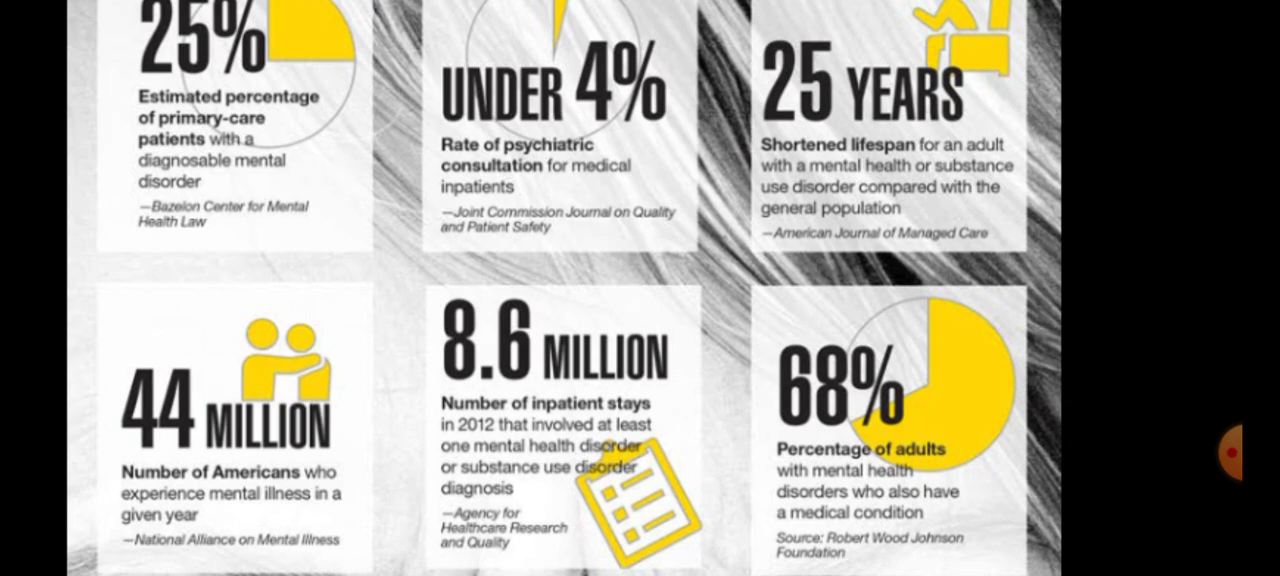 25%
Estimated percentage
of primary-care
patients with a
diagnosable mental
disorder
—Bazelon Center for Mental
Health Law
UNDER 4%
Rate of psychiatric
consultation for medical
inpatients
—Joint Commission Journal on Quality
and Patient Safety
25 YEARS
Shortened lifespan for an adult
with a mental health or substance
use disorder compared with the
general population
—American Journal of Managed Care
44 MILLION
Number of Americans who
experience mental illness in a
given year
—National Alliance on Mental Illness
8.6 MILLION
Number of inpatient stays
in 2012 that involved at least
one mental health disorder
or substance use disorder
diagnosis
—Agency for
Healthcare Research
and Quality
68%
Percentage of adults
with mental health
disorders who also have
a medical condition
Source: Robert Wood Johnson
Foundation